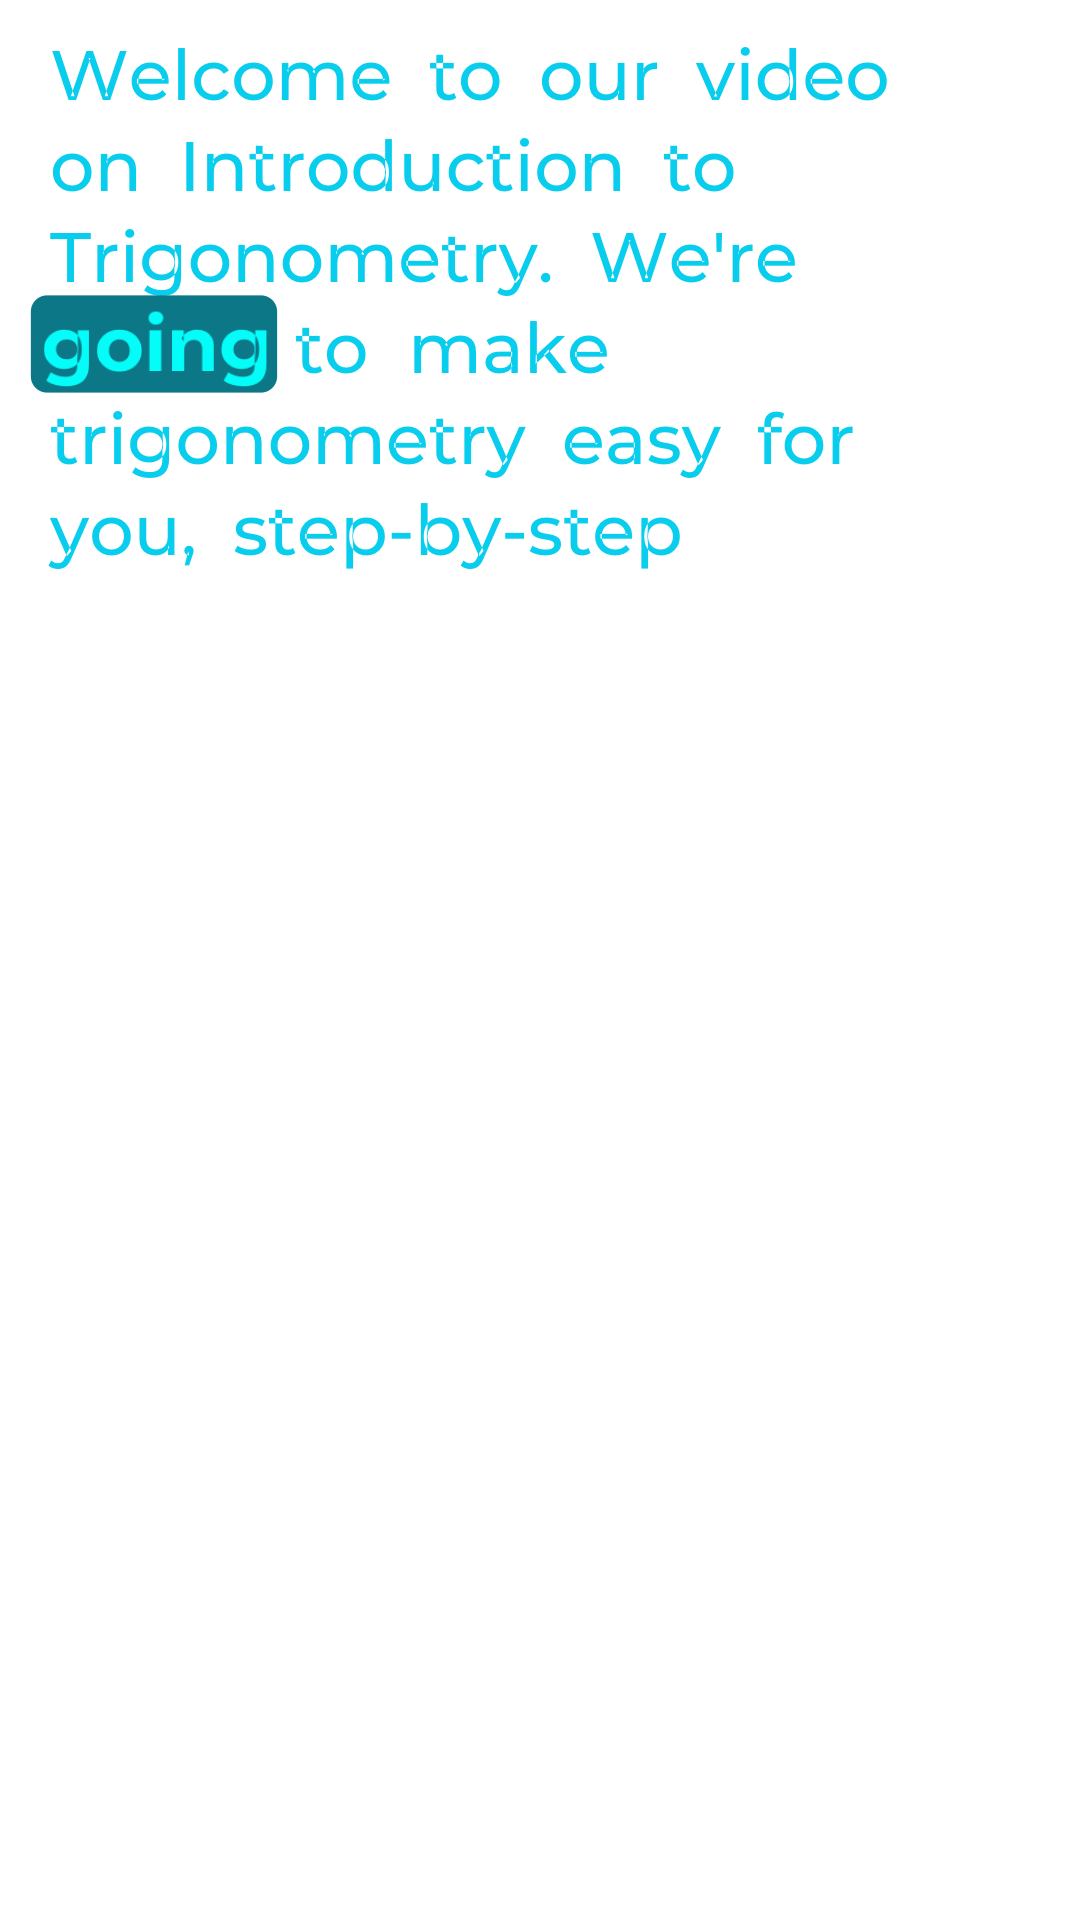 Welcome to our video
on Introduction to
Trigonometry. We're
going to make
trigonometry easy for
you, step-by-step